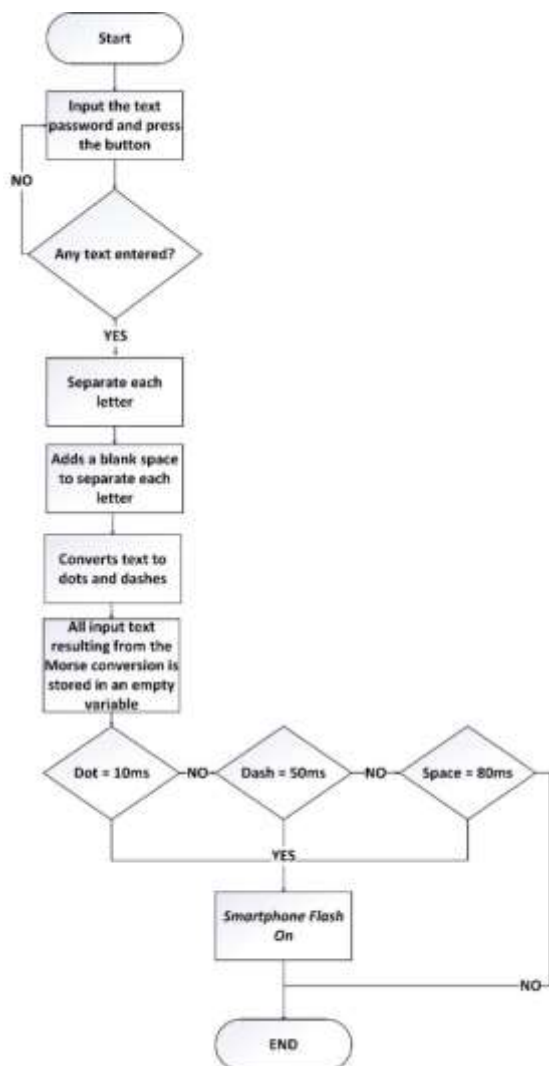 Start
Input the text
password and press
the button
NO
Any text entered?
YES
Separate each
letter
Adds a blank space
to separate each
letter
Converts text to
dots and dashes
All input text
resulting from the
Morse conversion is
stored in an empty
variable
Dot = 10ms
NO
Dash = 50ms
NO
Space = 80ms
YES
Smartphone Flash
On
NO
END